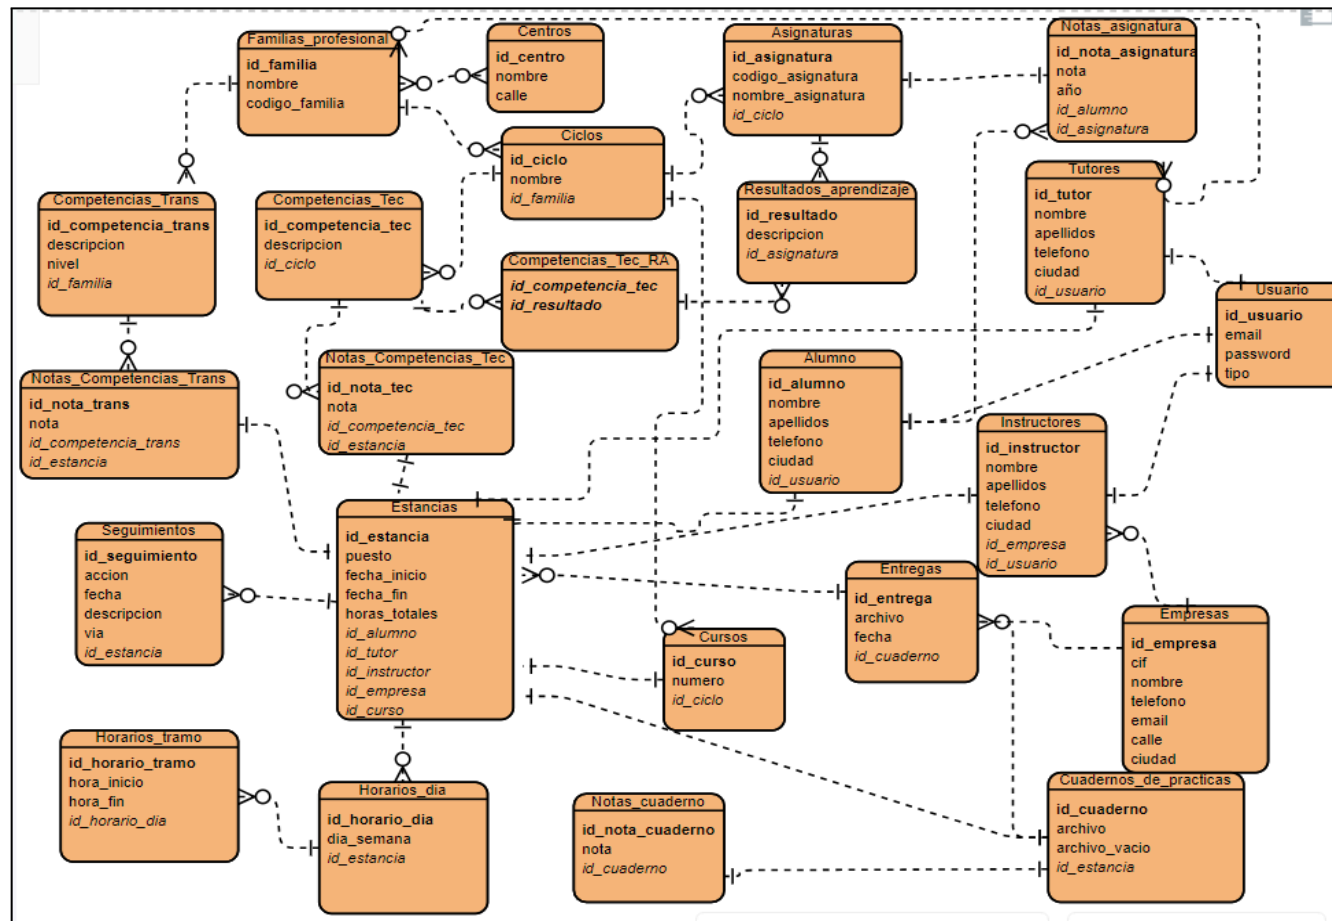 Familias_profesional
id_familia
nombre
codigo_familia
Centros
id_centro
nombre
calle
Asignaturas
id_asignatura
codigo_asignatura
nombre_asignatura
id_ciclo
Notas_asignatura
id_nota_asignatura
nota
año
id_alumno
id_asignatura
Ciclos
id_ciclo
nombre
id_familia
Tutores
id_tutor
nombre
apellidos
telefono
ciudad
id_usuario
Competencias_Trans
id_competencia_trans
descripcion
nivel
id_familia
Competencias_Tec
id_competencia_tec
descripcion
id_ciclo
Resultados_aprendizaje
id_resultado
descripcion
id_asignatura
Competencias_Tec_RA
id_competencia_tec
id_resultado
Usuario
id_usuario
email
password
tipo
Notas_Competencias_Trans
id_nota_trans
nota
id_competencia_trans
id_estancia
Notas_Competencias_Tec
id_nota_tec
nota
id_competencia_tec
id_estancia
Alumno
id_alumno
nombre
apellidos
telefono
ciudad
id_usuario
Instructores
id_instructor
nombre
apellidos
telefono
ciudad
id_empresa
id_usuario
Seguimientos
id_seguimiento
accion
fecha
descripcion
via
id_estancia
Estancias
id_estancia
puesto
fecha_inicio
fecha_fin
horas_totales
id_alumno
id_tutor
id_instructor
id_empresa
id_curso
Entregas
id_entrega
archivo
fecha
id_cuaderno
Empresas
id_empresa
cif
nombre
telefono
email
calle
ciudad
Cursos
id_curso
numero
id_ciclo
Horarios_tramo
id_horario_tramo
hora_inicio
hora_fin
id_horario_dia
Horarios_dia
id_horario_dia
dia_semana
id_estancia
Notas_cuaderno
id_nota_cuaderno
nota
id_cuaderno
Cuadernos_de_practicas
id_cuaderno
archivo
archivo_vacio
id_estancia